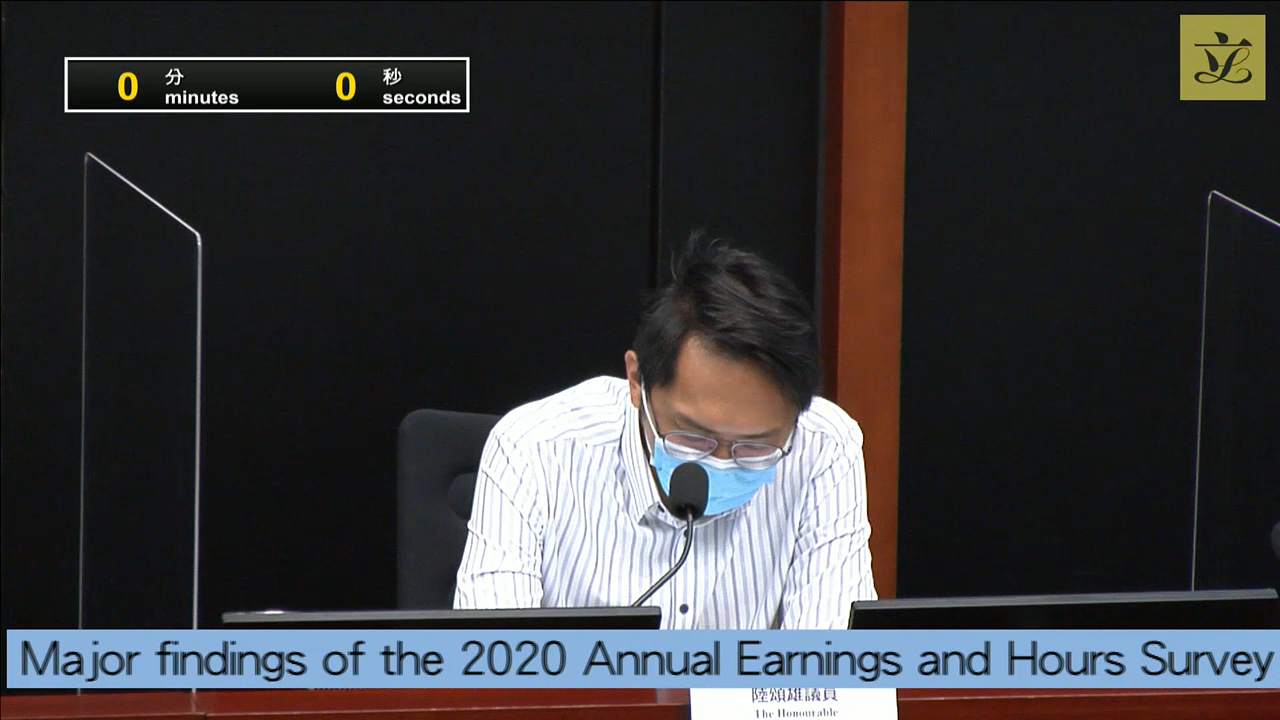 0 分 0 秒
minutes seconds
Major findings of the 2020 Annual Earnings and Hours Survey
陸頌雄議員
The Honourable